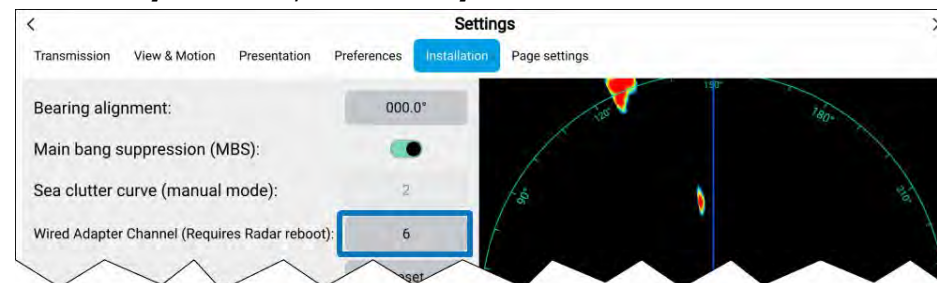 Settings
Transmission View & Motion Presentation Preferences Installation Page settings
Bearing alignment: 000.0°
Main bang suppression (MBS):
Sea clutter curve (manual mode): 2
Wired Adapter Channel (Requires Radar reboot): 6
90° 120° 150° 180° 210°